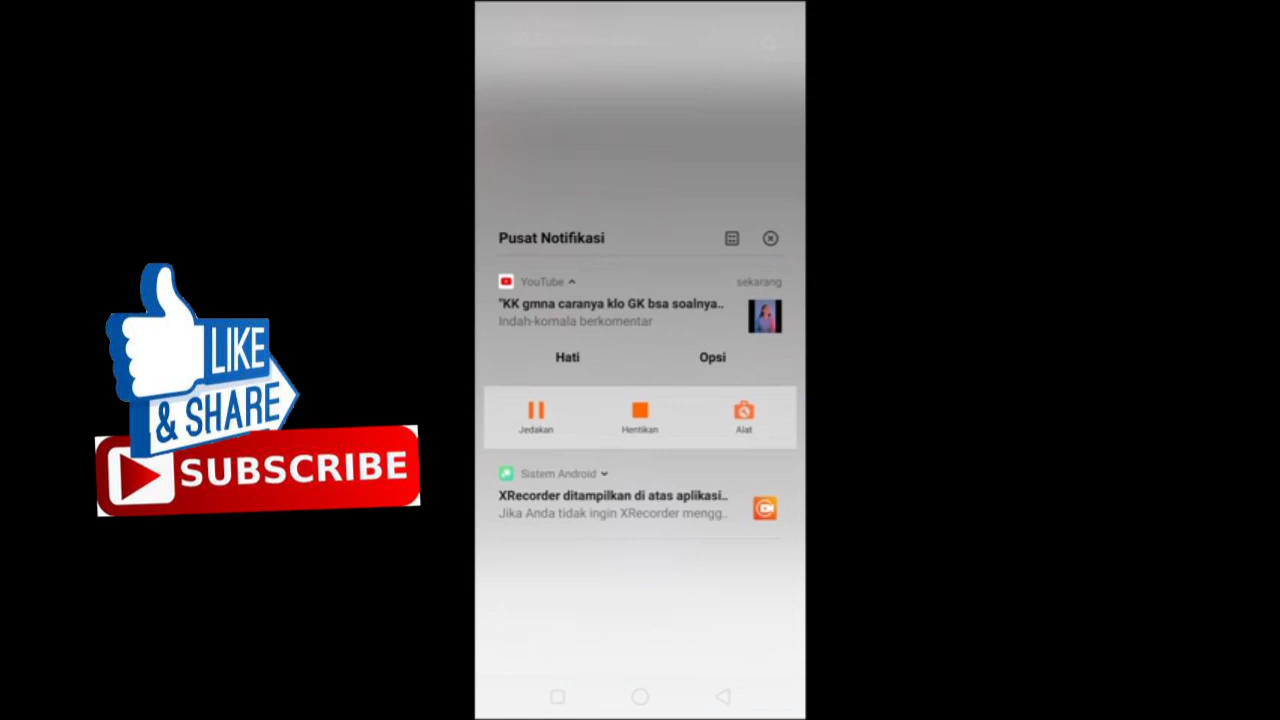 Pusat Notifikasi
YouTube
sekarang
"KK gmna caranya klo GK bsa soalnya..
Indah-komala berkomentar
Hati
Opsi
Jedakan
Hentikan
Alat
Sistem Android
XRecorder ditampilkan di atas aplikasi..
Jika Anda tidak ingin XRecorder mengg..
LIKE
& SHARE
SUBSCRIBE